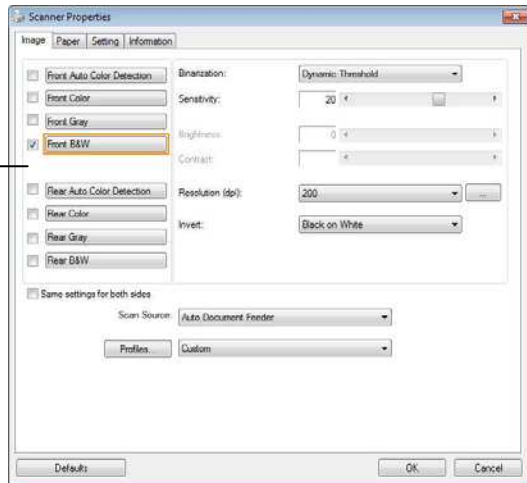 Scanner Properties
Image Paper Setting Information
Front Auto Color Detection
Front Color
Front Gray
Front B&W
Rear Auto Color Detection
Rear Color
Rear Gray
Rear B&W
Binarization: Dynamic Threshold
Sensitivity: 20
Brightness: 0
Contrast:
Resolution (dpi): 200 ...
Invert: Black on White
Same settings for both sides
Scan Source: Auto Document Feeder
Profiles... Custom
Defaults OK Cancel